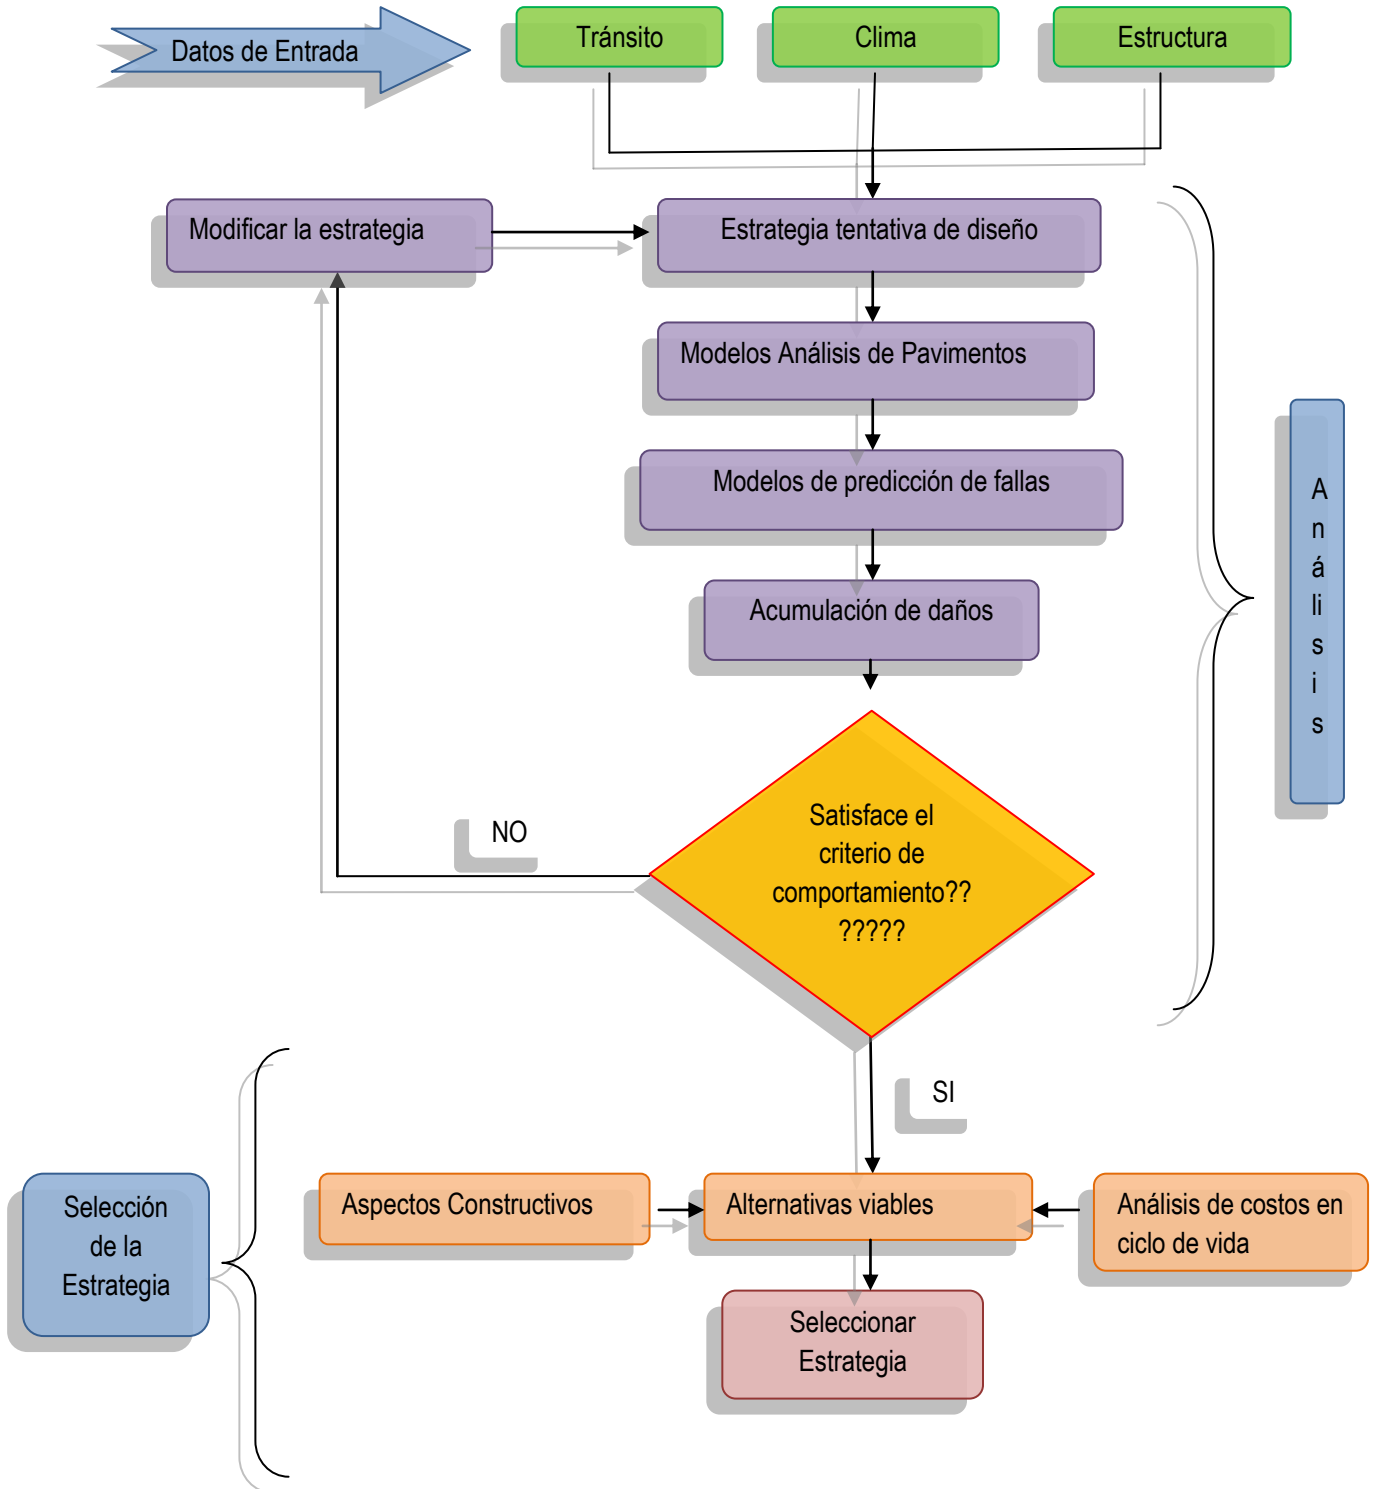 Datos de Entrada
Tránsito
Clima
Estructura
Modificar la estrategia
Estrategia tentativa de diseño
Modelos Análisis de Pavimentos
Modelos de predicción de fallas
Acumulación de daños
A
n
á
li
s
i
s
Satisface el
criterio de
comportamiento??
?????
NO
SI
Selección
de la
Estrategia
Aspectos Constructivos
Alternativas viables
Análisis de costos en
ciclo de vida
Seleccionar
Estrategia